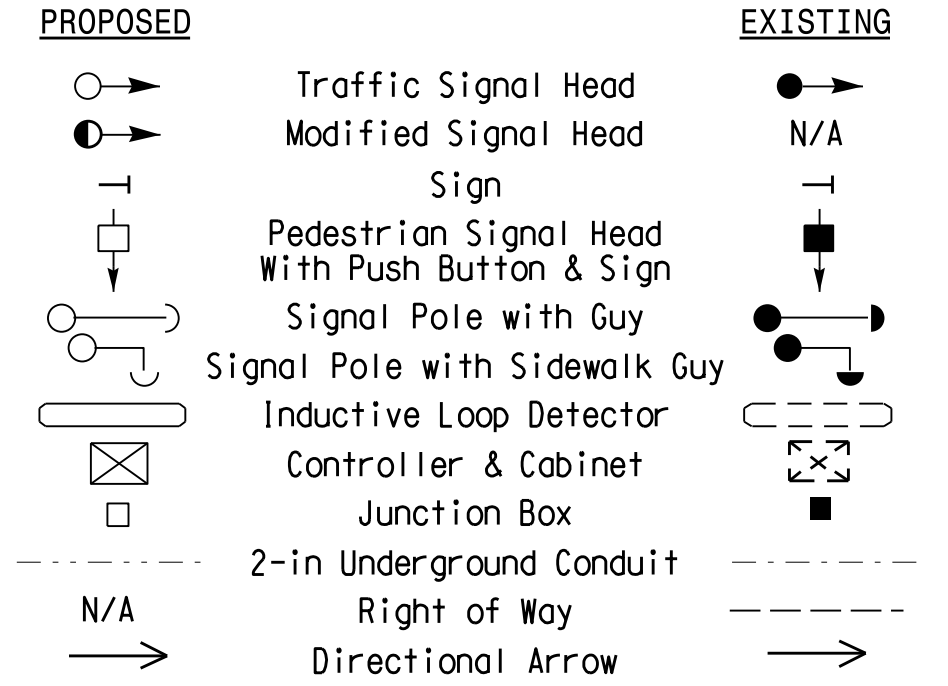 PROPOSED EXISTING
Traffic Signal Head
Modified Signal Head N/A
Sign
Pedestrian Signal Head
With Push Button & Sign
Signal Pole with Guy
Signal Pole with Sidewalk Guy
Inductive Loop Detector
Controller & Cabinet
Junction Box
2-in Underground Conduit
N/A Right of Way
Directional Arrow